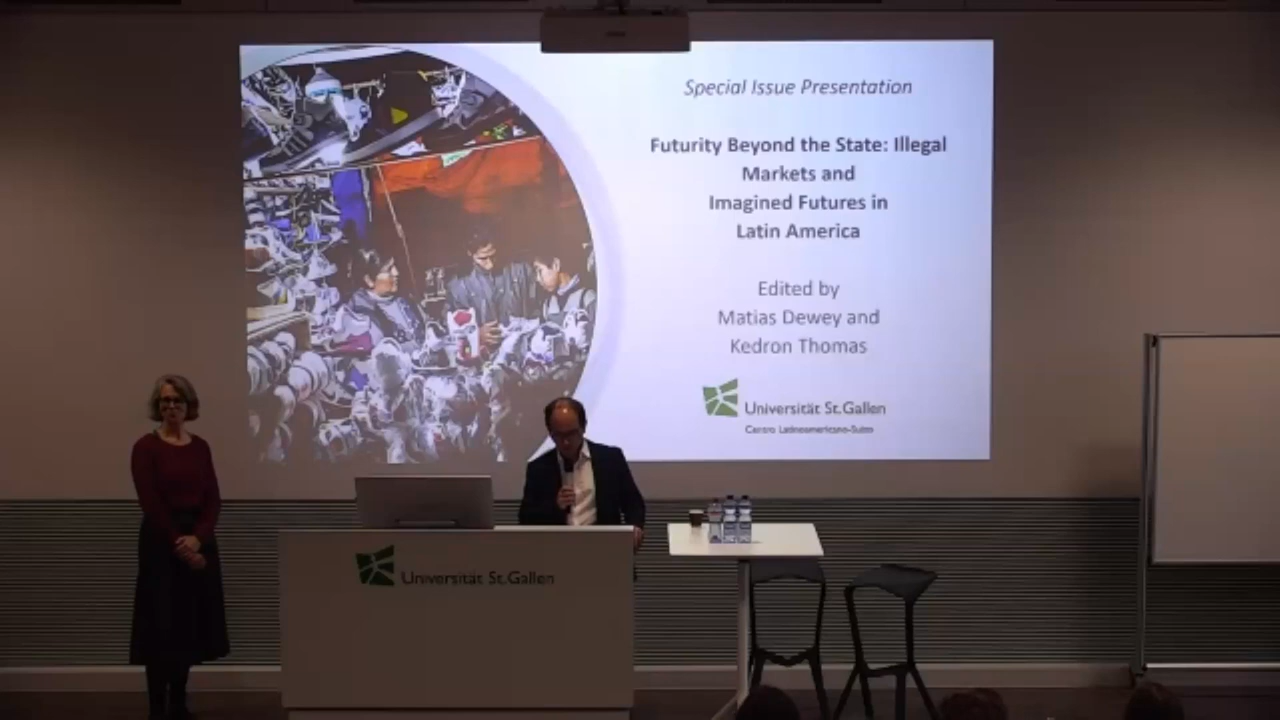 Special Issue Presentation
Futurity Beyond the State: Illegal
Markets and
Imagined Futures in
Latin America
Edited by
Matias Dewey and
Kedron Thomas
Universität St.Gallen
Centro Latinoamericano-Suizo
Universität St.Gallen